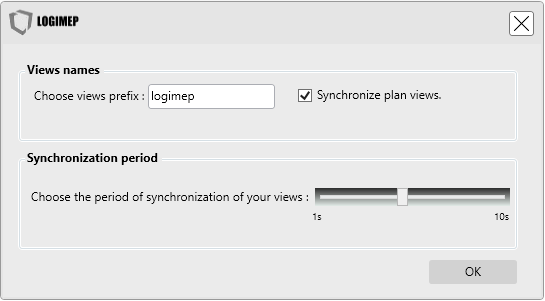 LOGIMEP
Views names
Choose views prefix : logimep Synchronize plan views.
Synchronization period
Choose the period of synchronization of your views :
1s 10s
OK